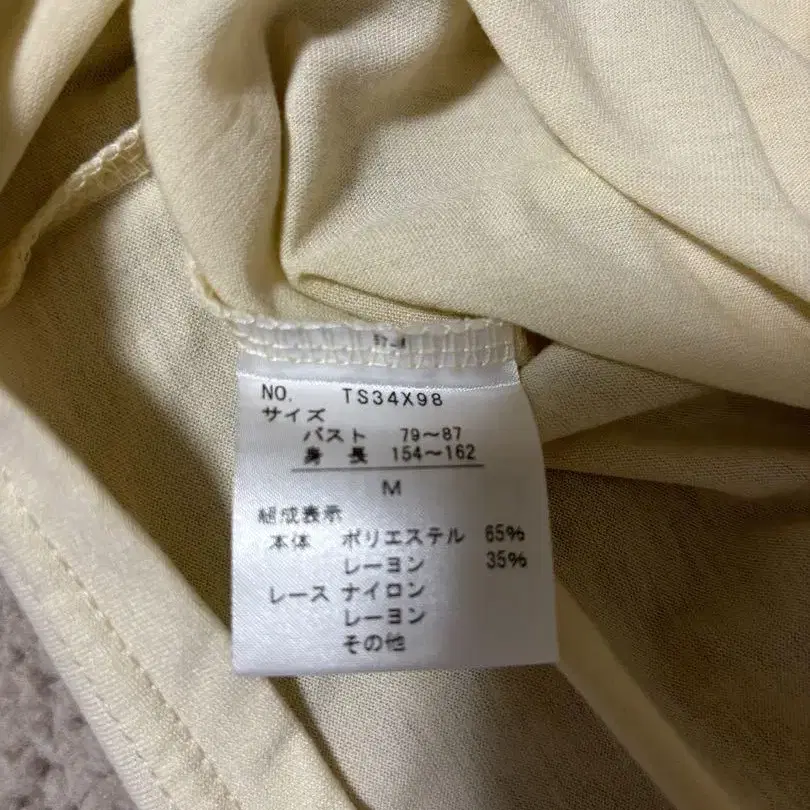 NO. TS34X98
サイズ
バスト 79～87
身長 154～162
M
組成表示
本体 ポリエステル 65%
レーヨン 35%
レース ナイロン
レーヨン
その他